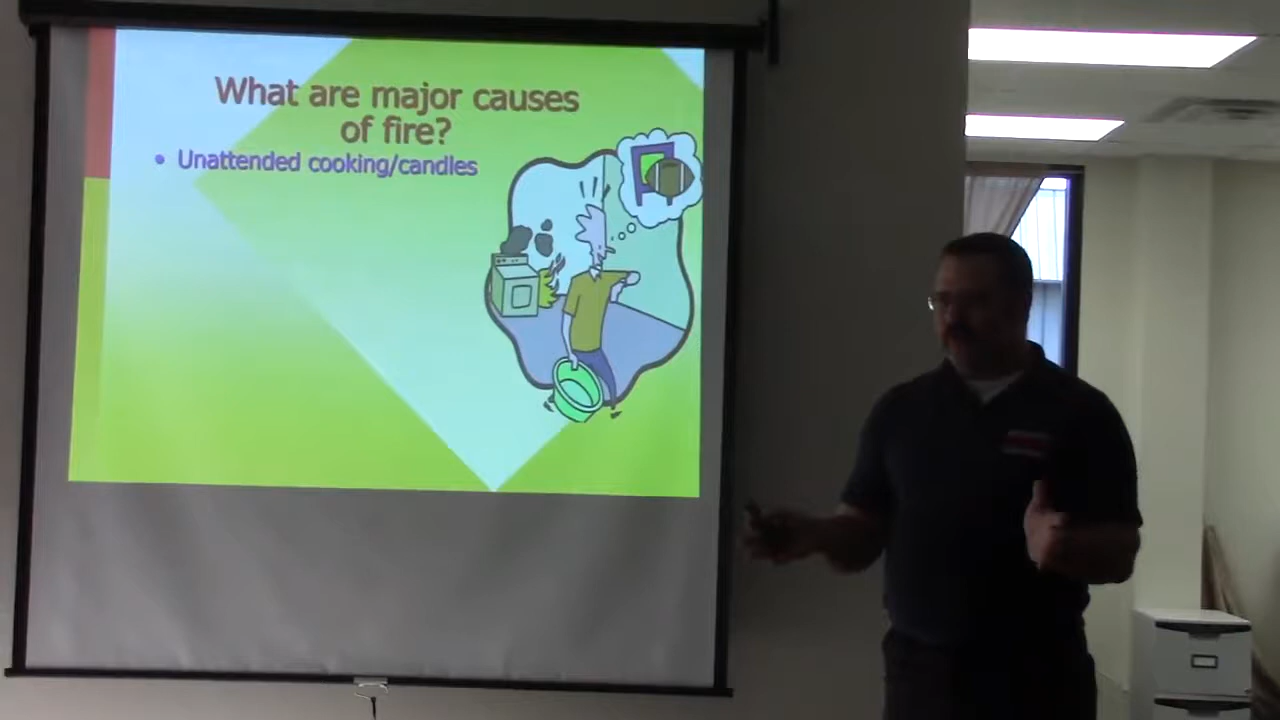 What are major causes
of fire?
• Unattended cooking/candles